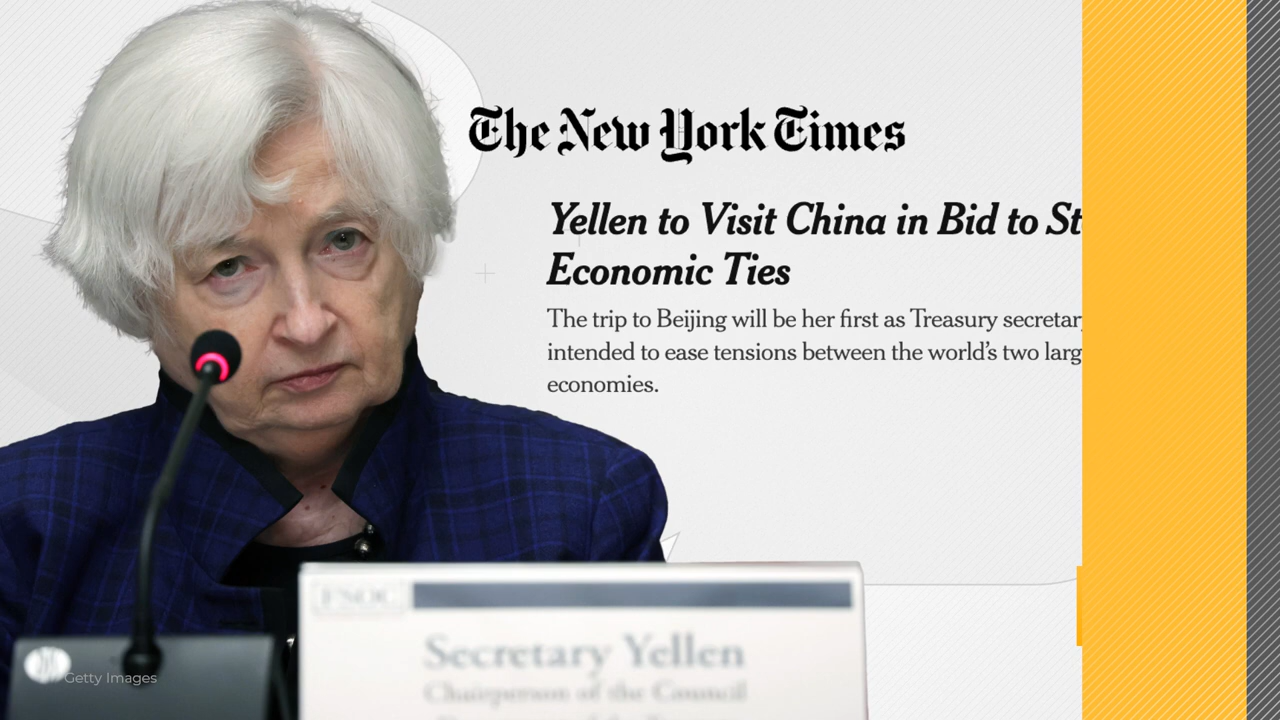 The New York Times
Yellen to Visit China in Bid to St
Economic Ties
The trip to Beijing will be her first as Treasury secretar
intended to ease tensions between the world's two larg
economies.
FSOC
Secretary Yellen
Chairperson of the Council
Getty Images